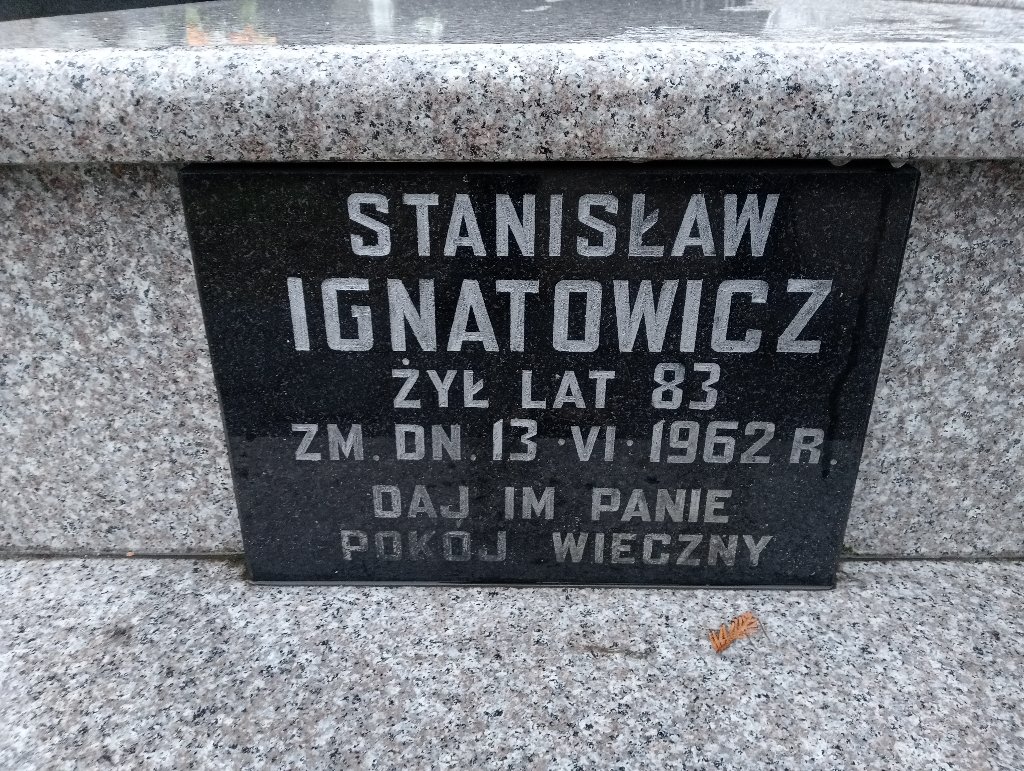 STANISŁAW
IGNATOWICZ
ŻYŁ LAT 83
ZM. DN. 13·VI·1962 R.
DAJ IM PANIE
POKÓJ WIECZNY